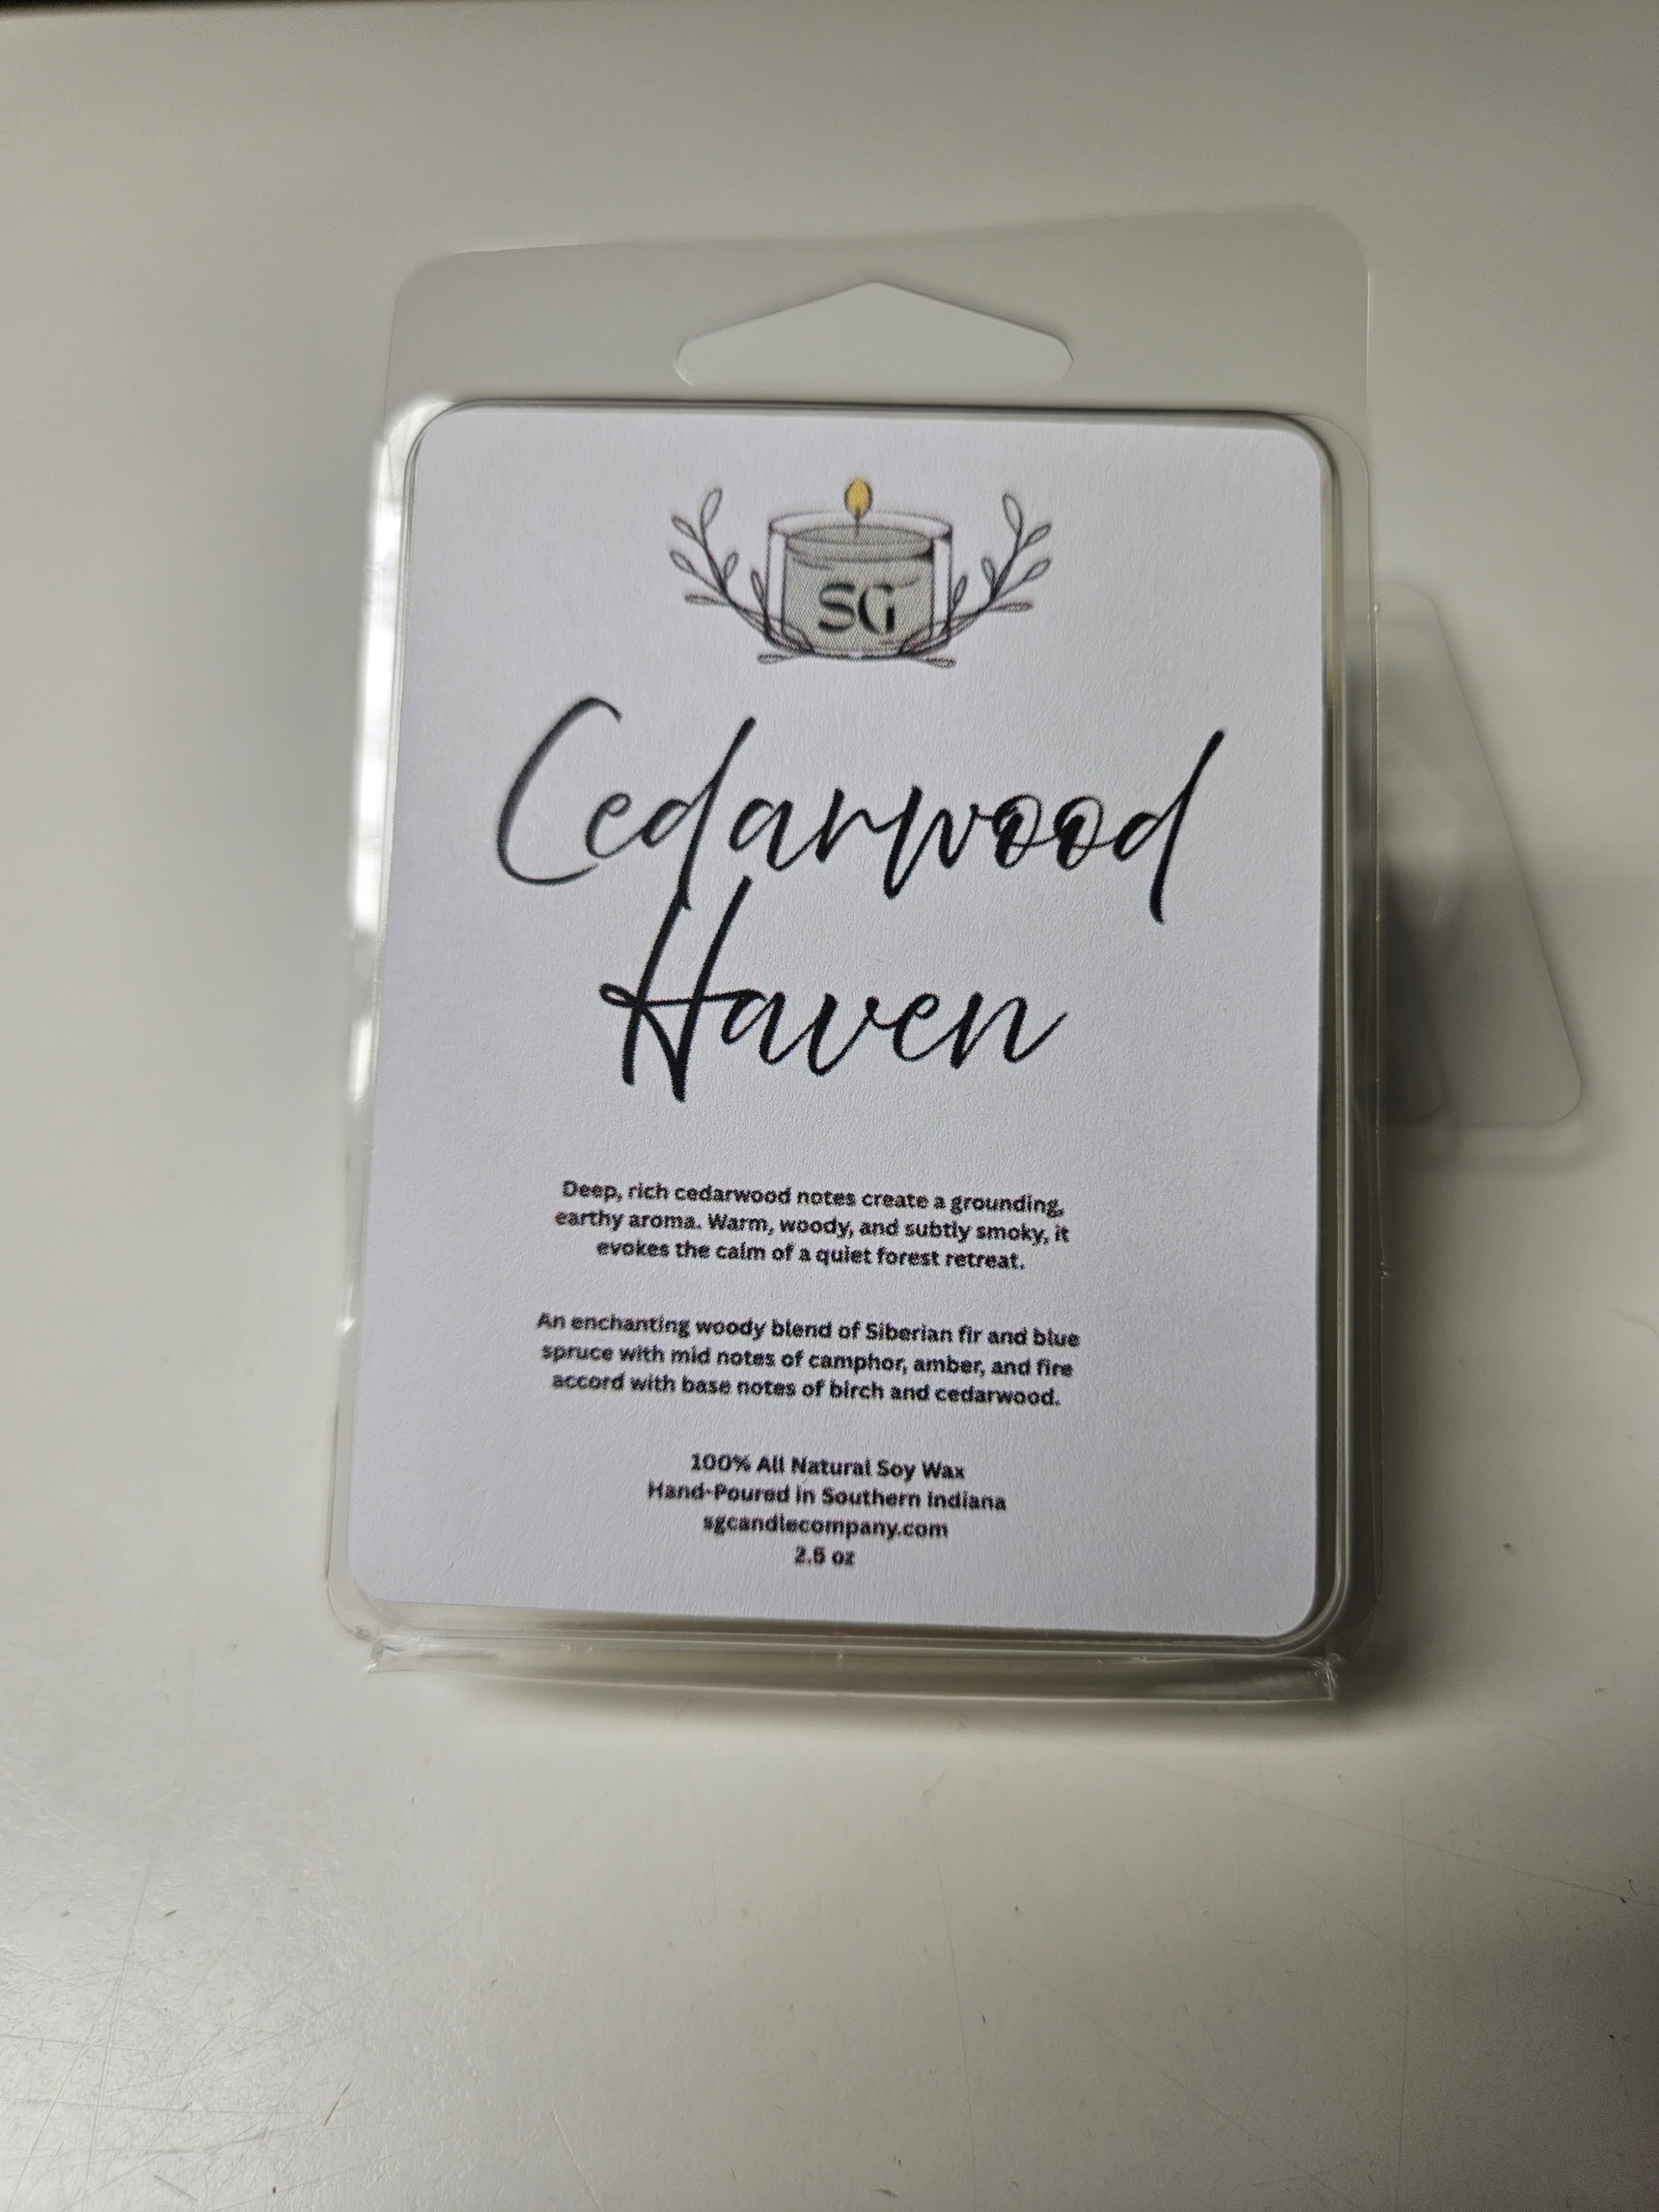 SG
Cedarwood
Haven
Deep, rich cedarwood notes create a grounding,
earthy aroma. Warm, woody, and subtly smoky, it
evokes the calm of a quiet forest retreat.
An enchanting woody blend of Siberian fir and blue
spruce with mid notes of camphor, amber, and fire
accord with base notes of birch and cedarwood.
100% All Natural Soy Wax
Hand-Poured in Southern Indiana
sgcandlecompany.com
2.5 oz